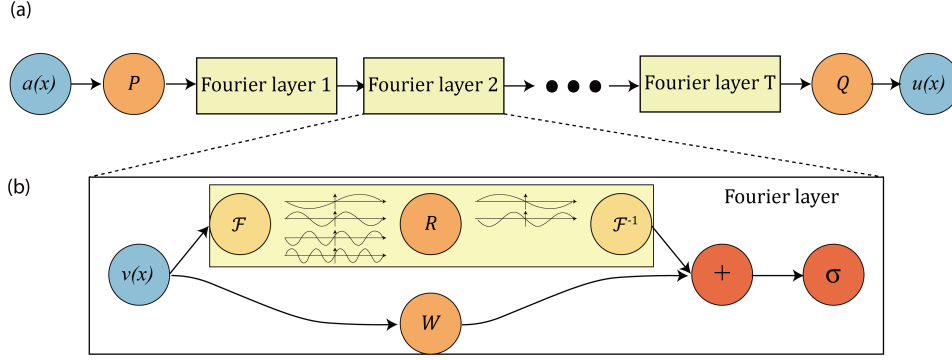 (a)
a(x) P Fourier layer 1 Fourier layer 2 Fourier layer T Q u(x)
(b)
Fourier layer
ℱ R ℱ⁻¹
v(x) + σ
W